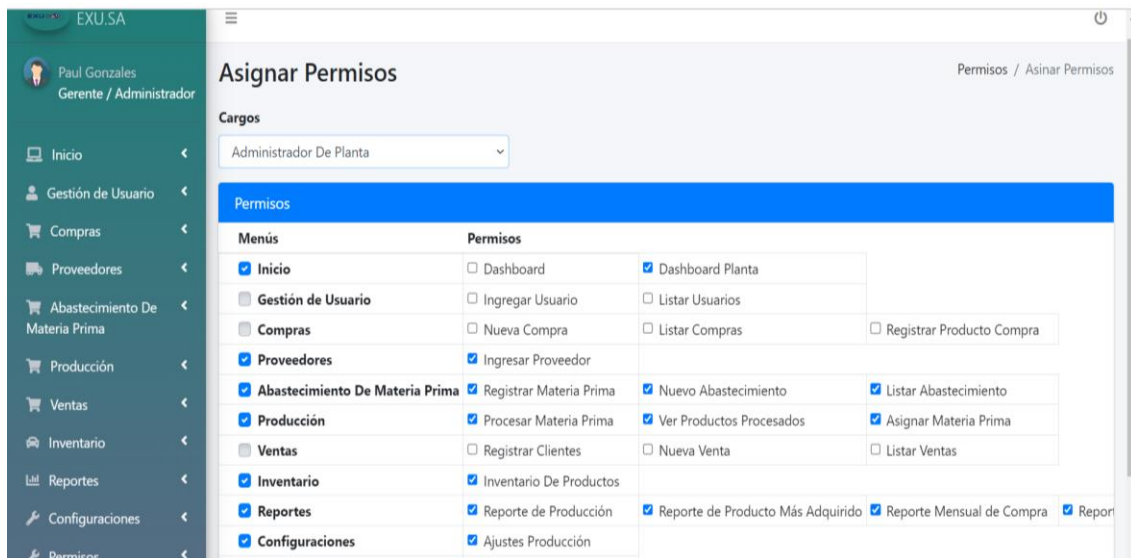 EXU.SA
Paul Gonzales
Gerente / Administrador
Inicio
Gestión de Usuario
Compras
Proveedores
Abastecimiento De
Materia Prima
Producción
Ventas
Inventario
Reportes
Configuraciones
Permisos
Asignar Permisos
Permisos / Asinar Permisos
Cargos
Administrador De Planta
Permisos
Menús Permisos
Inicio Dashboard Dashboard Planta
Gestión de Usuario Ingregar Usuario Listar Usuarios
Compras Nueva Compra Listar Compras Registrar Producto Compra
Proveedores Ingresar Proveedor
Abastecimiento De Materia Prima Registrar Materia Prima Nuevo Abastecimiento Listar Abastecimiento
Producción Procesar Materia Prima Ver Productos Procesados Asignar Materia Prima
Ventas Registrar Clientes Nueva Venta Listar Ventas
Inventario Inventario De Productos
Reportes Reporte de Producción Reporte de Producto Más Adquirido Reporte Mensual de Compra Report
Configuraciones Ajustes Producción